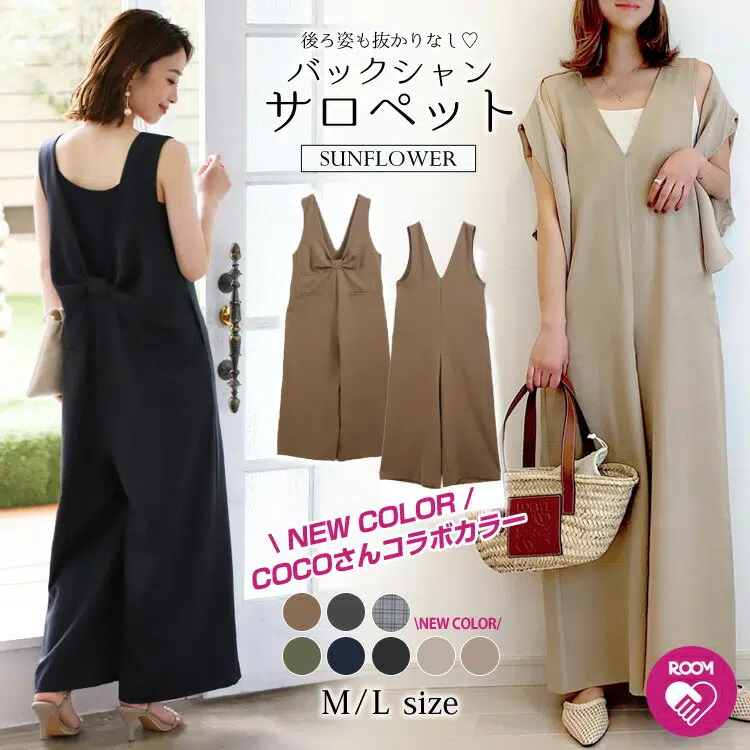 後ろ姿も抜かりなし♡
バックシャン
サロペット
SUNFLOWER
\ NEW COLOR /
COCOさんコラボカラー
\NEW COLOR/
M/L size
ROOM